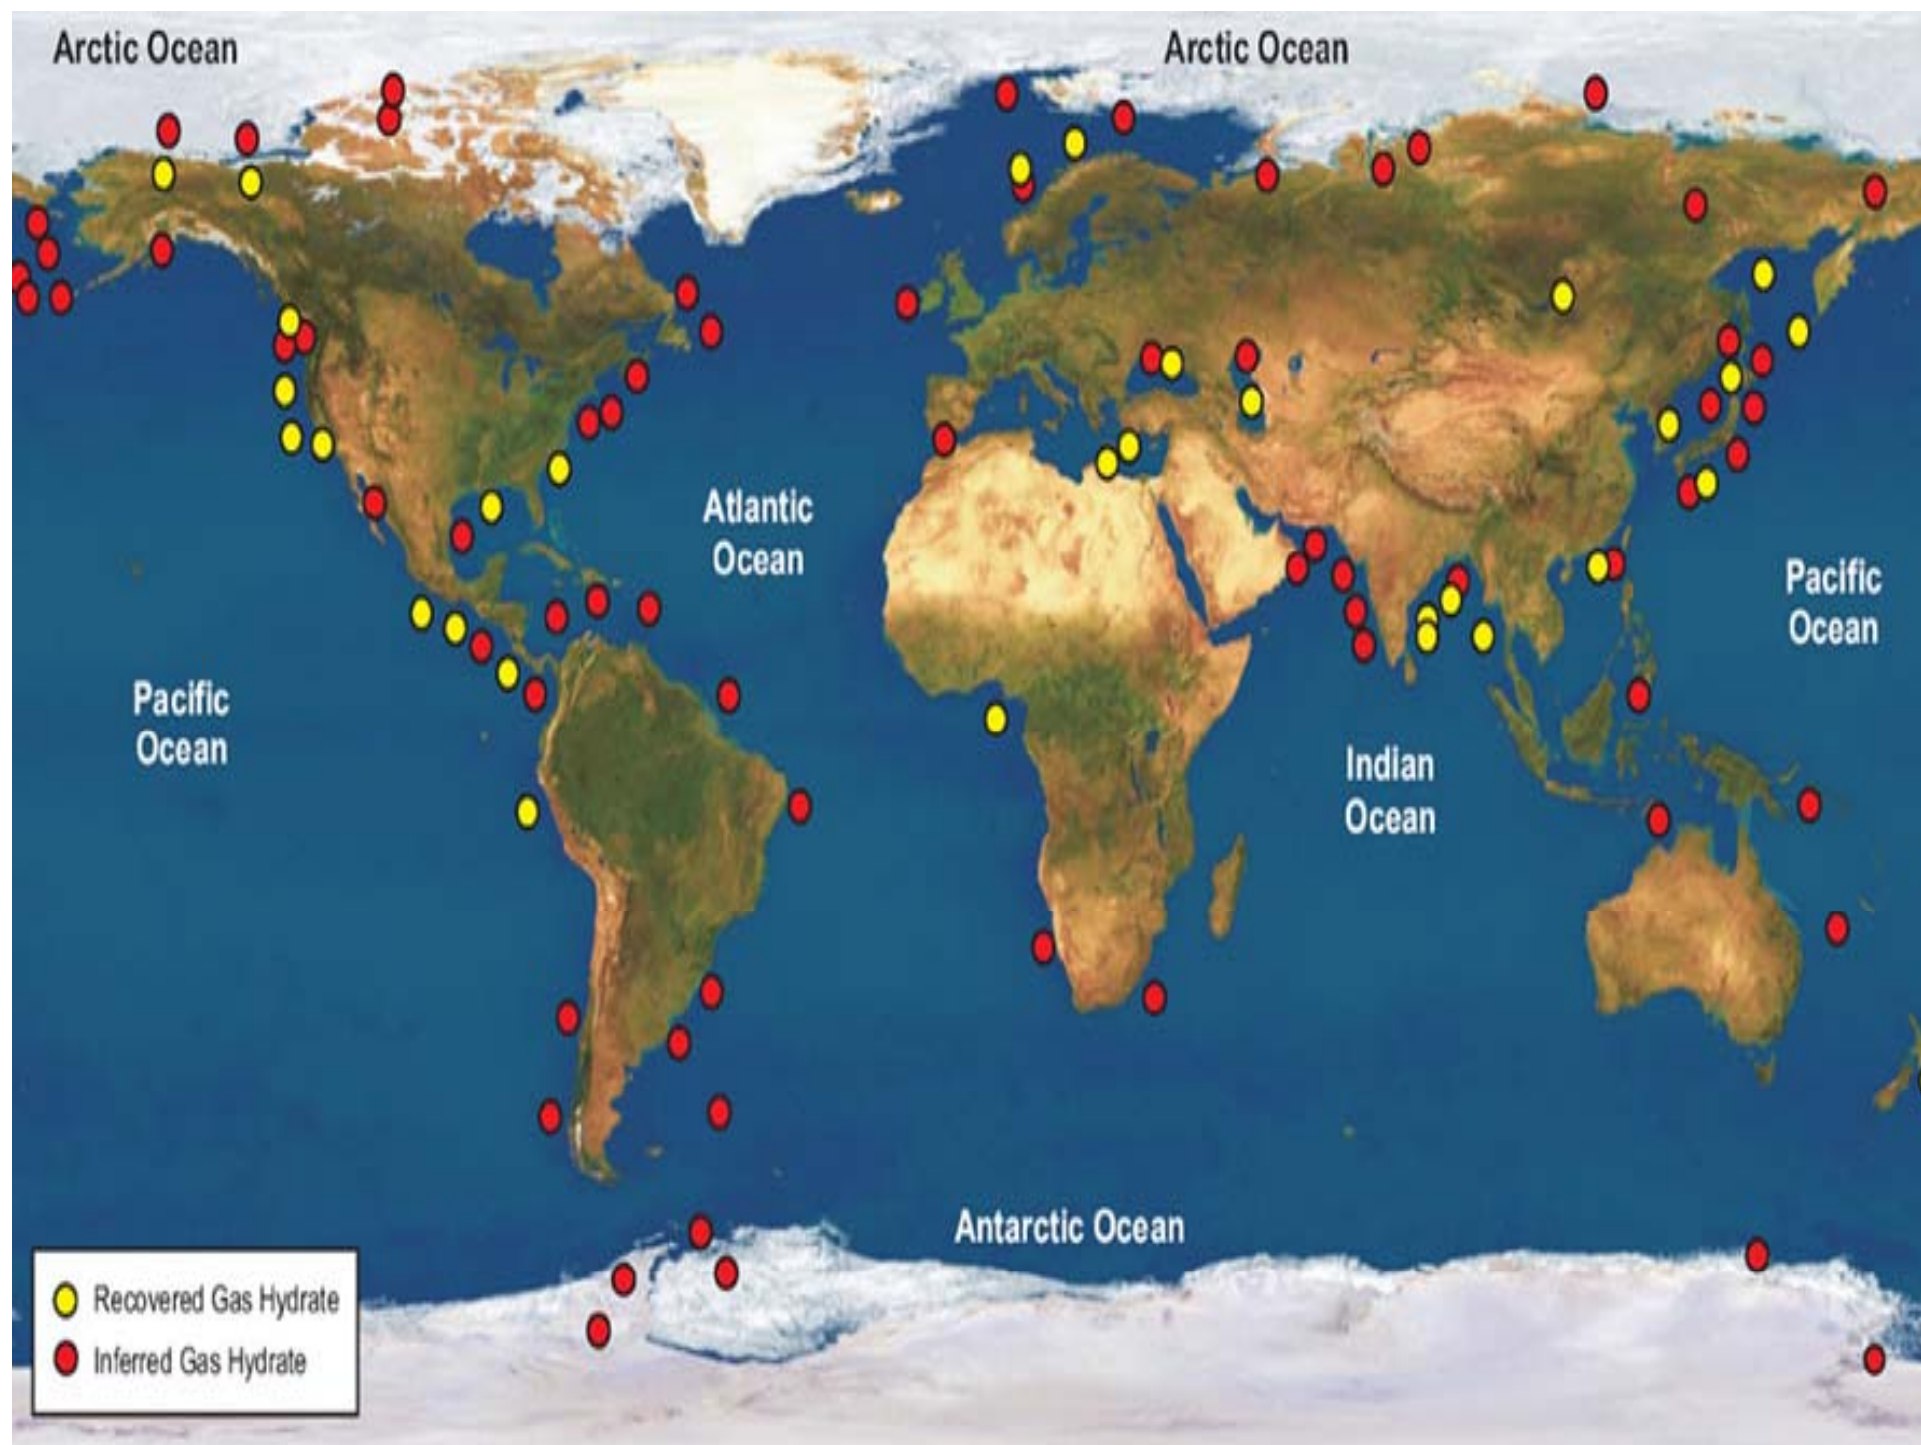 Arctic Ocean
Arctic Ocean
Atlantic
Ocean
Pacific
Ocean
Pacific
Ocean
Indian
Ocean
Antarctic Ocean
Recovered Gas Hydrate
Inferred Gas Hydrate